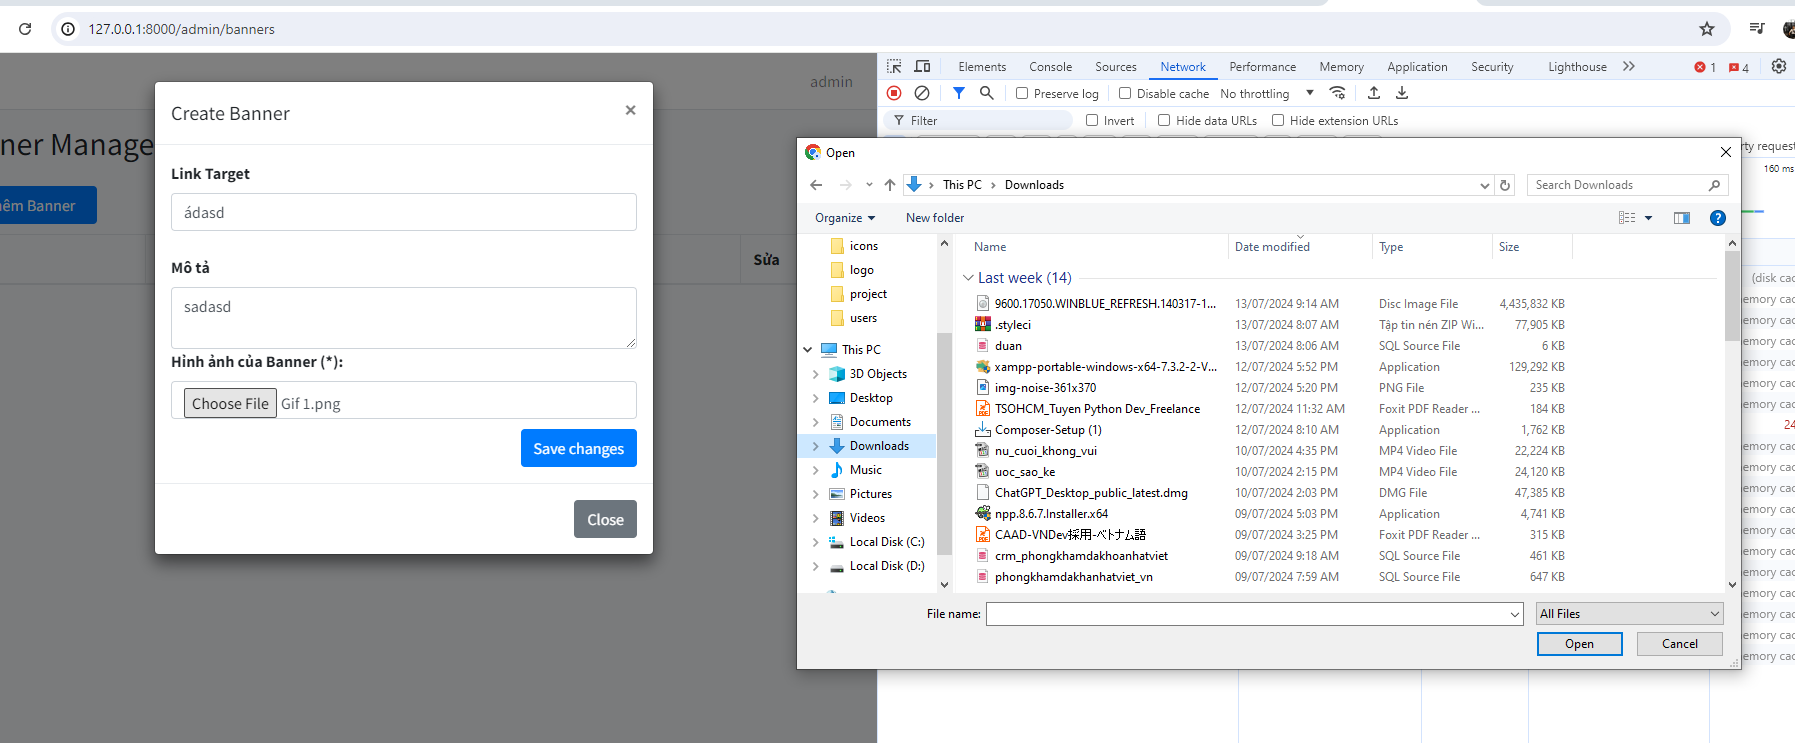 127.0.0.1:8000/admin/banners
admin
ner Manage
êm Banner
Sửa
Create Banner ×
Link Target
ádasd
Mô tả
sadasd
Hình ảnh của Banner (*):
Choose File Gif 1.png
Save changes
Close
Elements Console Sources Network Performance Memory Application Security Lighthouse 1 4
Preserve log Disable cache No throttling
Filter Invert Hide data URLs Hide extension URLs
rty request
160 ms
Open
This PC > Downloads Search Downloads
Organize New folder
icons
logo
project
users
This PC
3D Objects
Desktop
Documents
Downloads
Music
Pictures
Videos
Local Disk (C:)
Local Disk (D:)
Name Date modified Type Size
Last week (14)
9600.17050.WINBLUE_REFRESH.140317-1... 13/07/2024 9:14 AM Disc Image File 4,435,832 KB
.styleci 13/07/2024 8:07 AM Tập tin nén ZIP Wi... 77,905 KB
duan 13/07/2024 8:06 AM SQL Source File 6 KB
xampp-portable-windows-x64-7.3.2-2-V... 12/07/2024 5:52 PM Application 129,292 KB
img-noise-361x370 12/07/2024 5:20 PM PNG File 235 KB
TSOHCM_Tuyen Python Dev_Freelance 12/07/2024 11:32 AM Foxit PDF Reader ... 184 KB
Composer-Setup (1) 12/07/2024 8:10 AM Application 1,762 KB
nu_cuoi_khong_vui 10/07/2024 4:35 PM MP4 Video File 22,224 KB
uoc_sao_ke 10/07/2024 2:15 PM MP4 Video File 24,120 KB
ChatGPT_Desktop_public_latest.dmg 10/07/2024 2:03 PM DMG File 47,385 KB
npp.8.6.7.Installer.x64 09/07/2024 5:03 PM Application 4,741 KB
CAAD-VNDev採用-ベトナム語 09/07/2024 3:25 PM Foxit PDF Reader ... 315 KB
crm_phongkhamdakhoanhatviet 09/07/2024 9:18 AM SQL Source File 461 KB
phongkhamdakhanhatviet_vn 09/07/2024 7:59 AM SQL Source File 647 KB
File name: All Files
Open Cancel
(disk cac
emory cac
emory cac
emory cac
emory cac
emory cac
emory cac
24
emory cac
emory cac
emory cac
emory cac
emory cac
emory cac
emory cac
emory cac
emory cac
emory cac
emory cac